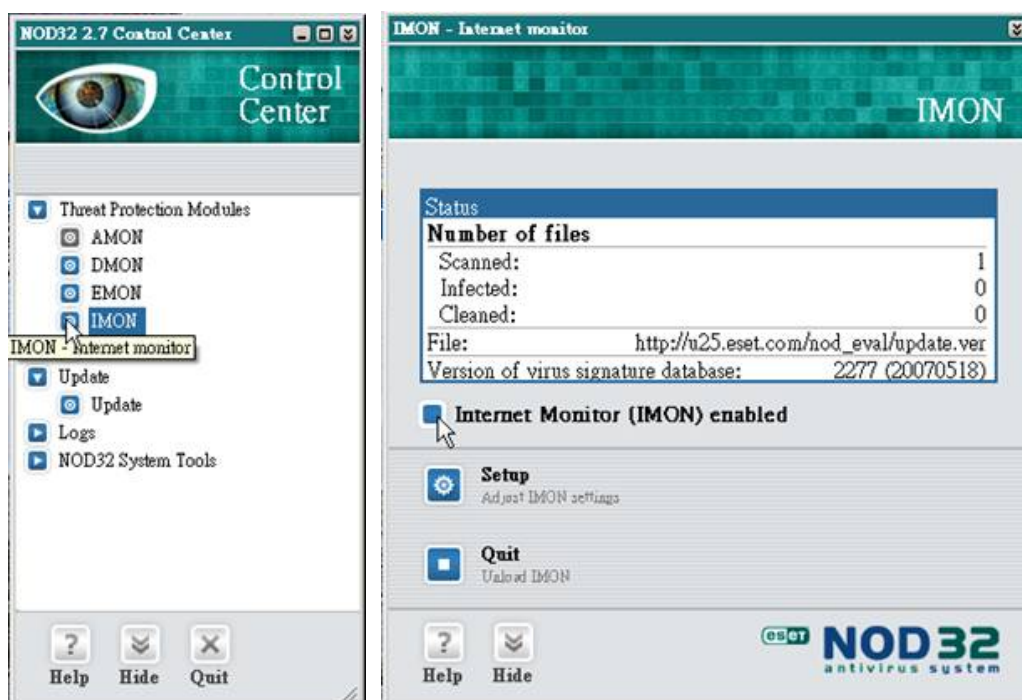 NOD32 2.7 Control Center
Control
Center
Threat Protection Modules
AMON
DMON
EMON
IMON
IMON - Internet monitor
Update
Update
Logs
NOD32 System Tools
Help
Hide
Quit
IMON - Internet monitor
IMON
Status
Number of files
Scanned: 1
Infected: 0
Cleaned: 0
File: http://u25.eset.com/nod_eval/update.ver
Version of virus signature database: 2277 (20070518)
Internet Monitor (IMON) enabled
Setup
Adjust IMON settings
Quit
Unload IMON
Help
Hide
eset NOD32
antivirus system